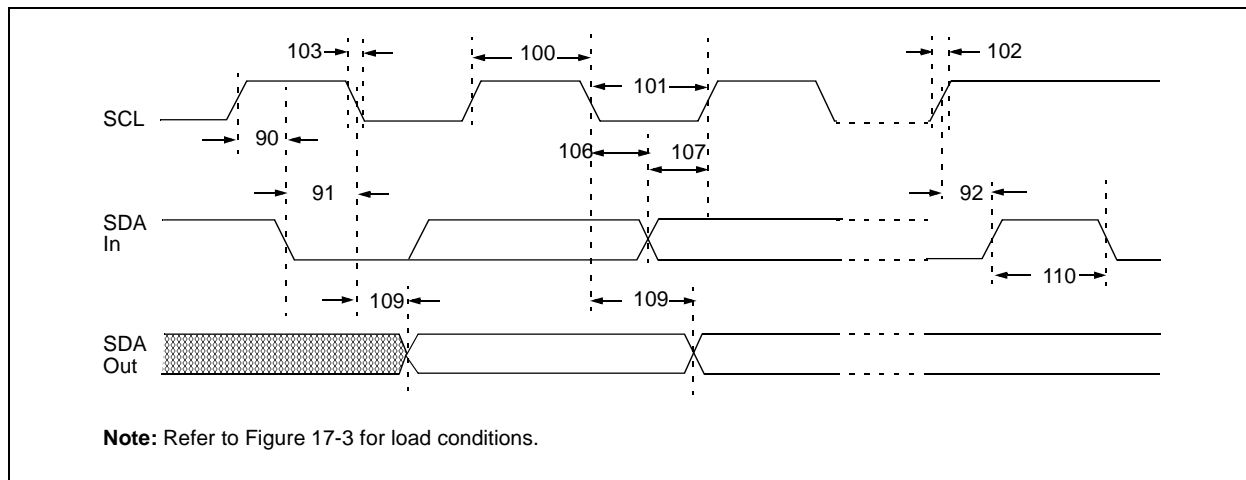 103
100
102
101
SCL
90
106
107
91
92
SDA
In
109
109
110
SDA
Out
Note: Refer to Figure 17-3 for load conditions.